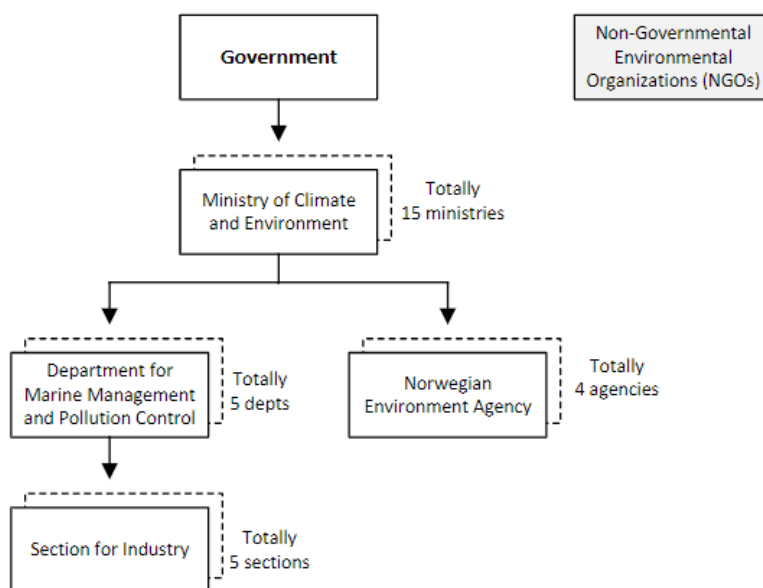 Government
Non-Governmental
Environmental
Organizations (NGOs)
Ministry of Climate
and Environment
Totally
15 ministries
Department for
Marine Management
and Pollution Control
Totally
5 depts
Norwegian
Environment Agency
Totally
4 agencies
Section for Industry
Totally
5 sections